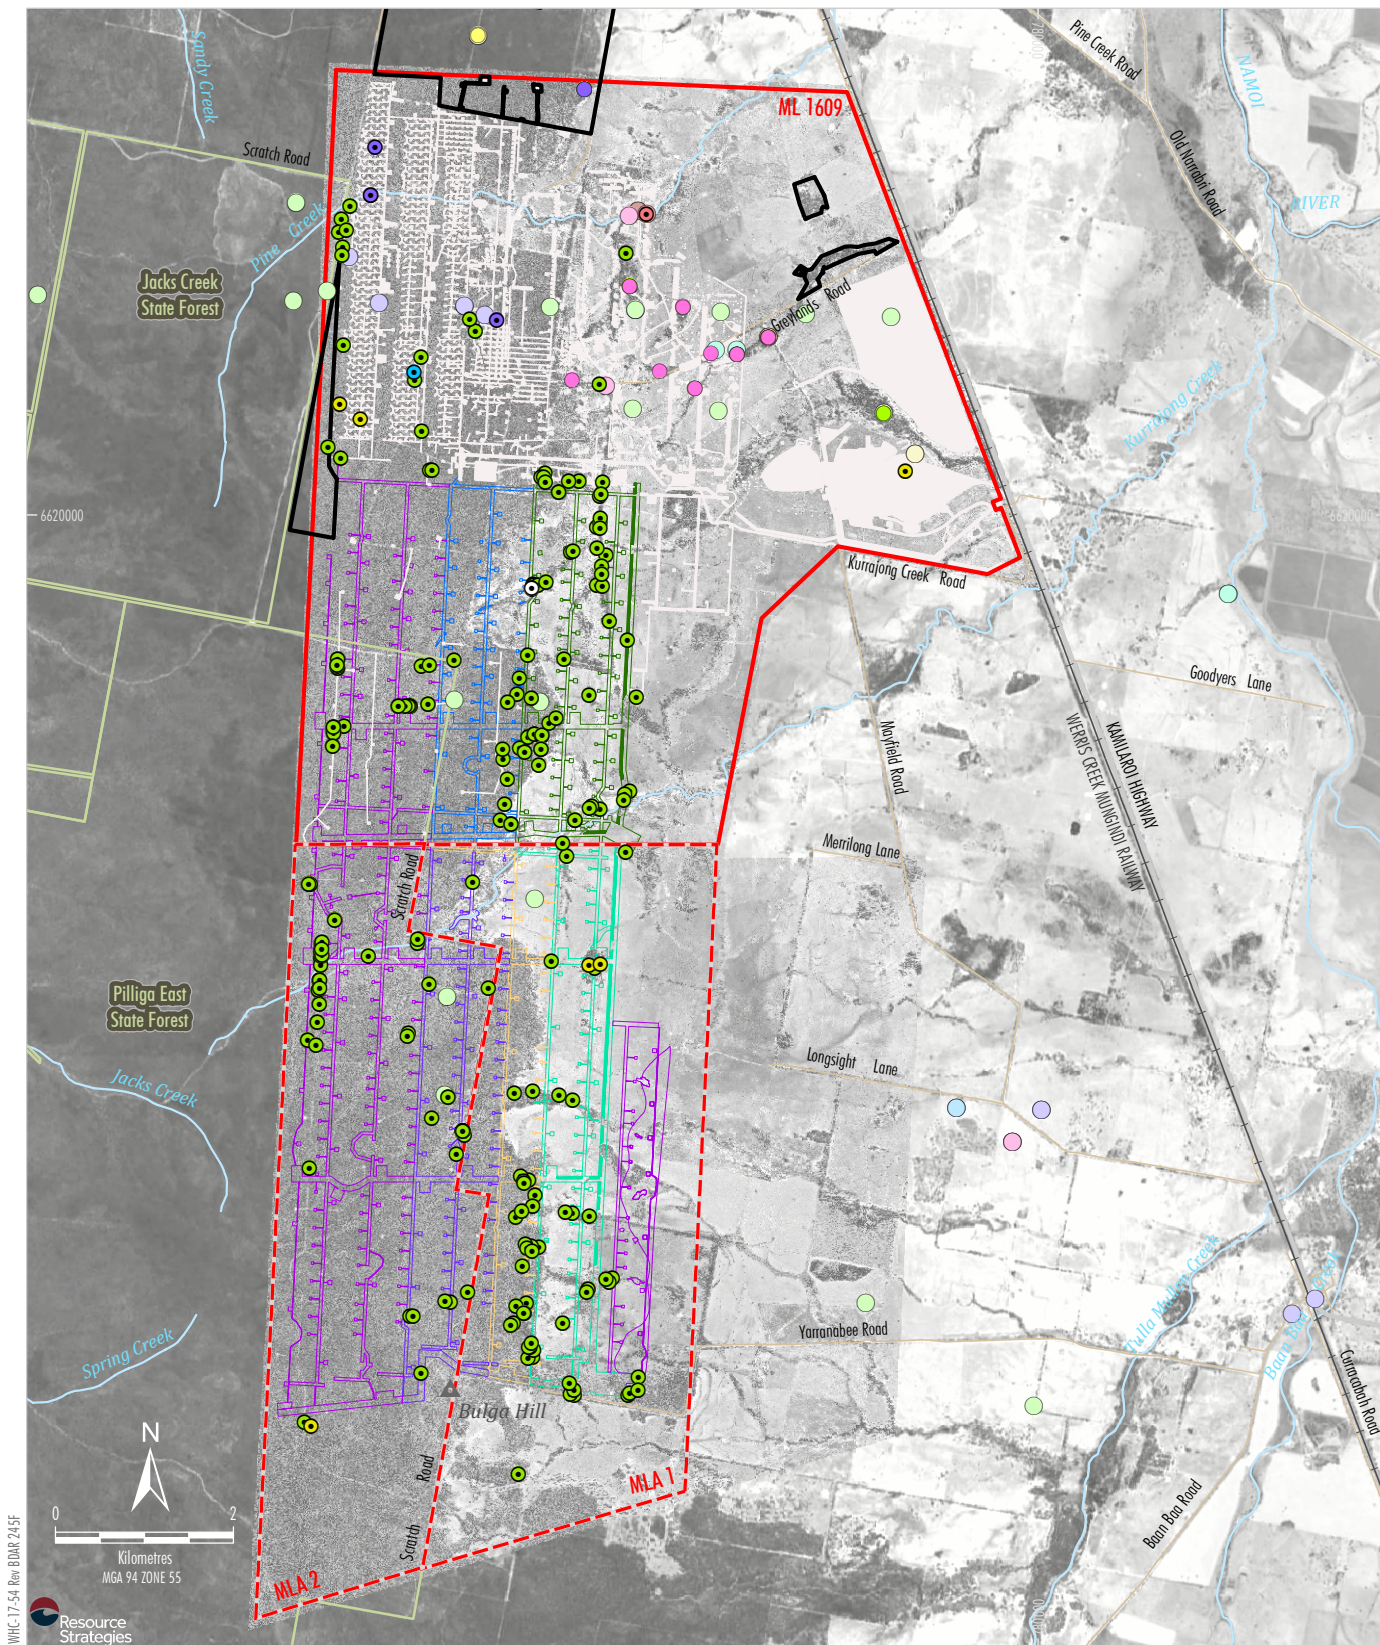 Sandy Creek
Pine Creek Road
NAMOI
RIVER
ML 1609
Scratch Road
Old Narrabri Road
Pine Creek
Jacks Creek
State Forest
Greylands Road
Kurrajong Creek
6620000
6620000
Kurrajong Creek Road
Goodyers Lane
Mayfield Road
KAMILAROI HIGHWAY
WERRIS CREEK MUNGINDI RAILWAY
Merrilong Lane
Scratch Road
Pilliga East
State Forest
Longsight Lane
Jacks Creek
Tulla Mullen Creek
Baan Baa Creek
Yarranabee Road
Curracabah Road
Spring Creek
Bulga Hill
N
Scratch Road
MLA 1
Baan Baa Road
0 2
Kilometres
MGA 94 ZONE 55
MLA 2
WHC-17-54 Rev BDAR 245F
Resource
Strategies